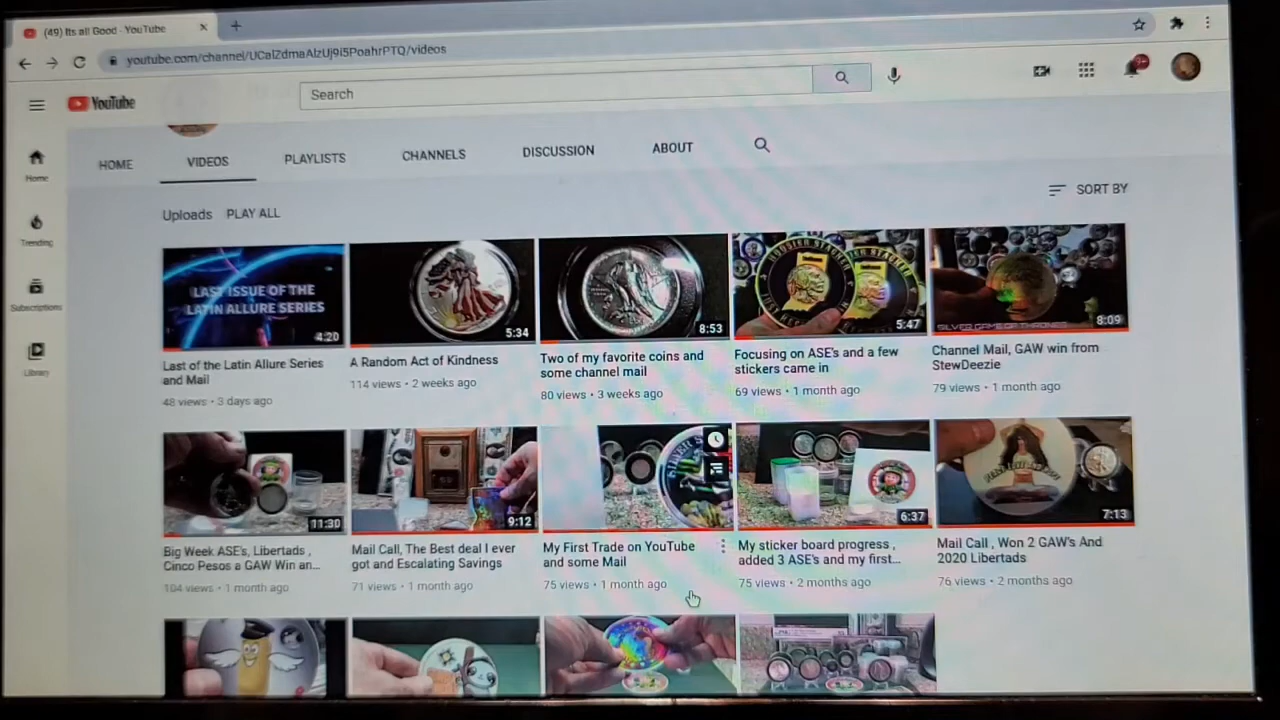 (49) Its all Good - YouTube
youtube.com/channel/UCalZdmaAlzUj9i5PoahrPTQ/videos
YouTube
Search
9+
HOME VIDEOS PLAYLISTS CHANNELS DISCUSSION ABOUT
Home
Trending
Subscriptions
Library
Uploads PLAY ALL
SORT BY
LAST ISSUE OF THE
LATIN ALLURE SERIES
4:20
5:34
8:53
HOOSIER STACKER
5:47
8:09
Last of the Latin Allure Series
and Mail
48 views • 3 days ago
A Random Act of Kindness
114 views • 2 weeks ago
Two of my favorite coins and
some channel mail
80 views • 3 weeks ago
Focusing on ASE's and a few
stickers came in
69 views • 1 month ago
Channel Mail, GAW win from
StewDeezie
79 views • 1 month ago
11:30
9:12
6:37
7:13
Big Week ASE's, Libertads ,
Cinco Pesos a GAW Win an...
104 views • 1 month ago
Mail Call, The Best deal I ever
got and Escalating Savings
71 views • 1 month ago
My First Trade on YouTube
and some Mail
75 views • 1 month ago
My sticker board progress ,
added 3 ASE's and my first...
75 views • 2 months ago
Mail Call , Won 2 GAW's And
2020 Libertads
76 views • 2 months ago